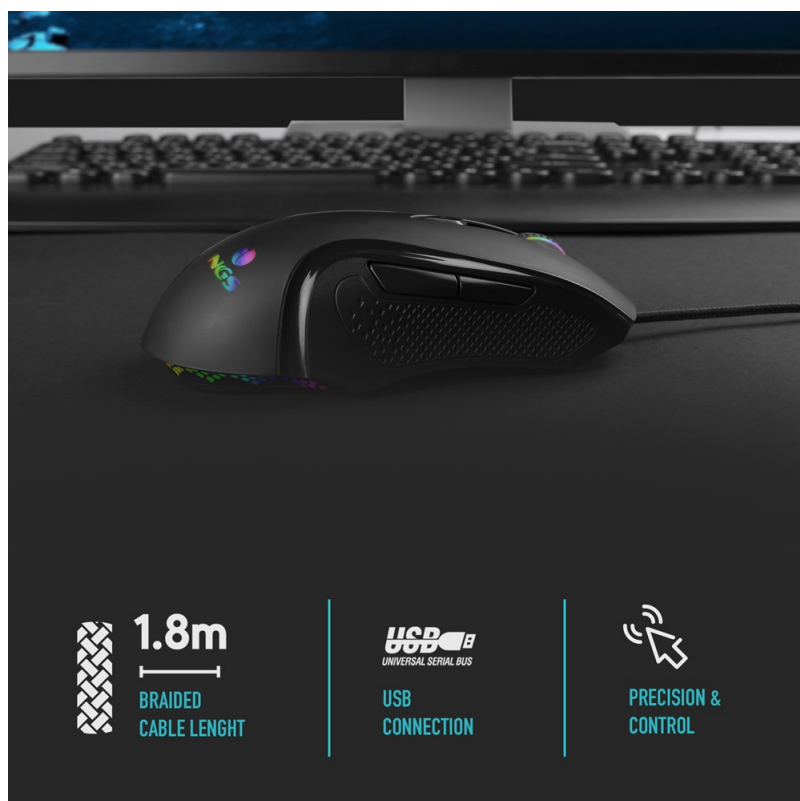 NGS
1.8m
BRAIDED
CABLE LENGHT
USB
UNIVERSAL SERIAL BUS
USB
CONNECTION
PRECISION &
CONTROL